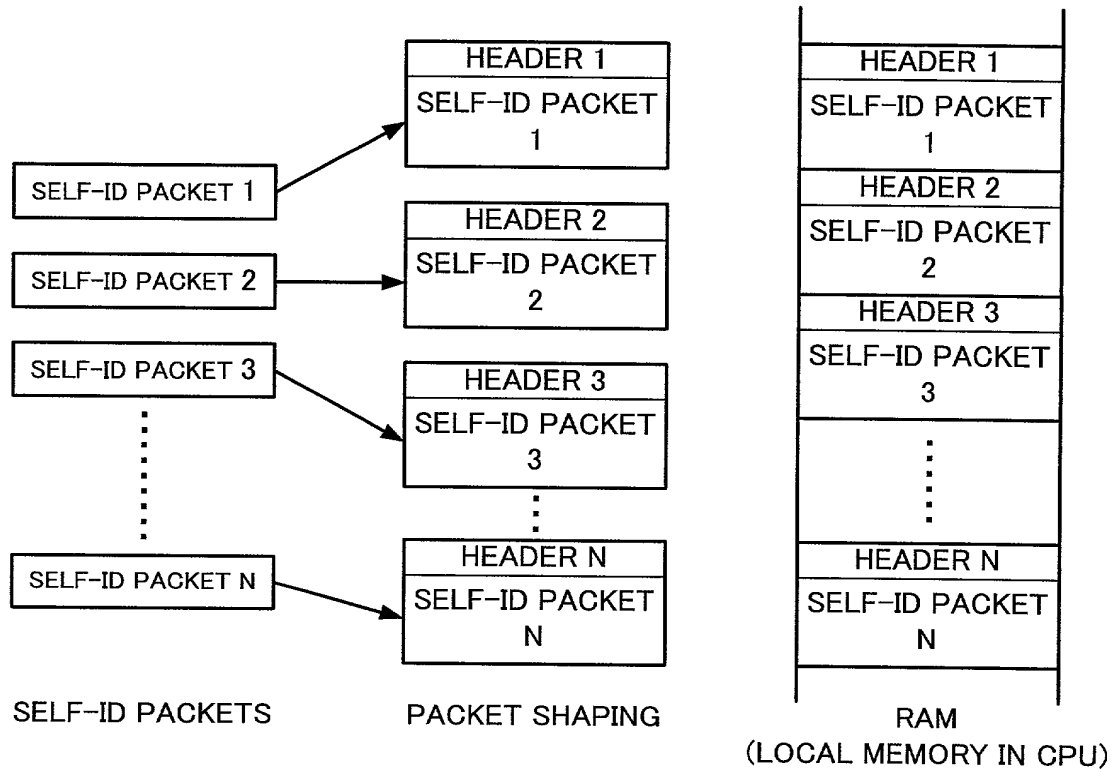 SELF-ID PACKET 1
SELF-ID PACKET 2
SELF-ID PACKET 3
SELF-ID PACKET N
SELF-ID PACKETS
HEADER 1
SELF-ID PACKET
1
HEADER 2
SELF-ID PACKET
2
HEADER 3
SELF-ID PACKET
3
HEADER N
SELF-ID PACKET
N
PACKET SHAPING
HEADER 1
SELF-ID PACKET
1
HEADER 2
SELF-ID PACKET
2
HEADER 3
SELF-ID PACKET
3
HEADER N
SELF-ID PACKET
N
RAM
(LOCAL MEMORY IN CPU)